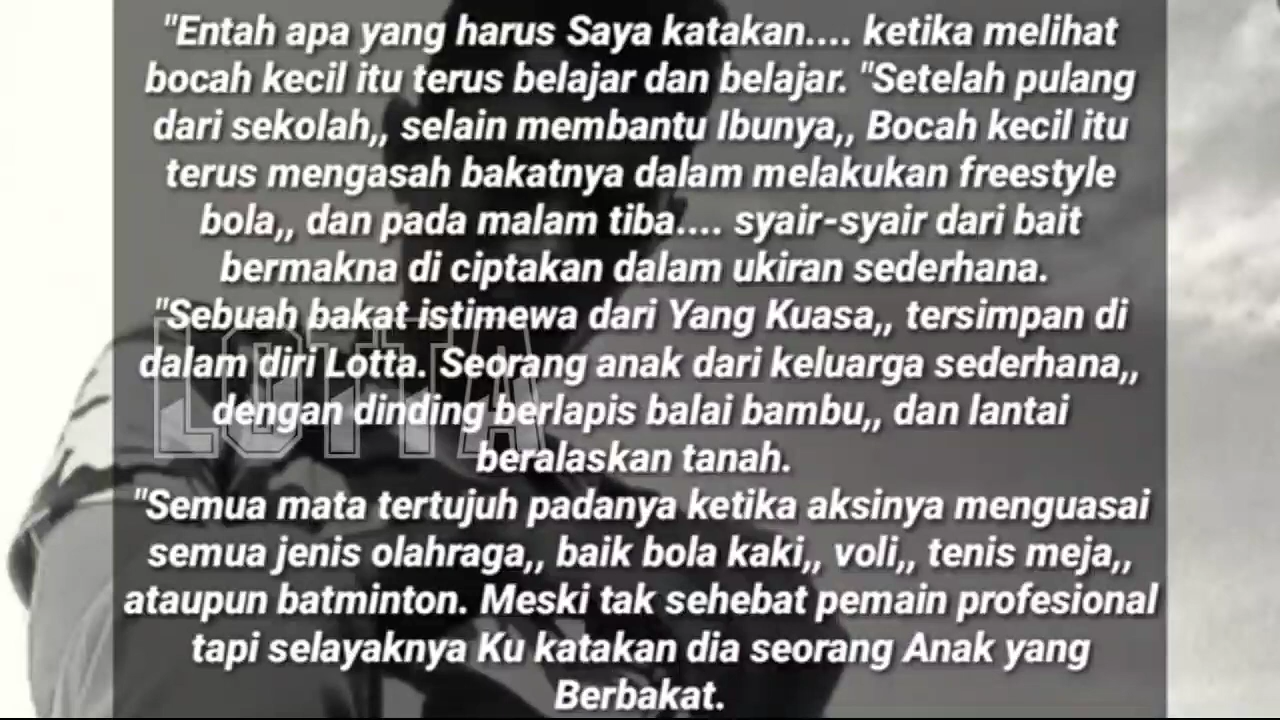 "Entah apa yang harus Saya katakan.... ketika melihat
bocah kecil itu terus belajar dan belajar. "Setelah pulang
dari sekolah,, selain membantu Ibunya,, Bocah kecil itu
terus mengasah bakatnya dalam melakukan freestyle
bola,, dan pada malam tiba.... syair-syair dari bait
bermakna di ciptakan dalam ukiran sederhana.
"Sebuah bakat istimewa dari Yang Kuasa,, tersimpan di
dalam diri Lotta. Seorang anak dari keluarga sederhana,,
dengan dinding berlapis balai bambu,, dan lantai
beralaskan tanah.
"Semua mata tertujuh padanya ketika aksinya menguasai
semua jenis olahraga,, baik bola kaki,, voli,, tenis meja,,
ataupun batminton. Meski tak sehebat pemain profesional
tapi selayaknya Ku katakan dia seorang Anak yang
Berbakat.
LOTTA